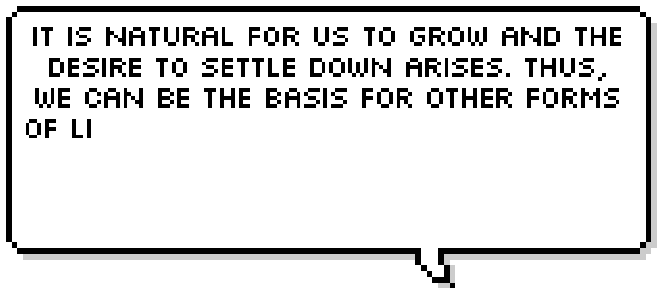 IT IS NATURAL FOR US TO GROW AND THE
DESIRE TO SETTLE DOWN ARISES. THUS,
WE CAN BE THE BASIS FOR OTHER FORMS
OF LI